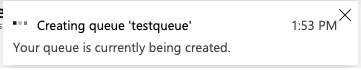 Creating queue 'testqueue' 1:53 PM
Your queue is currently being created.